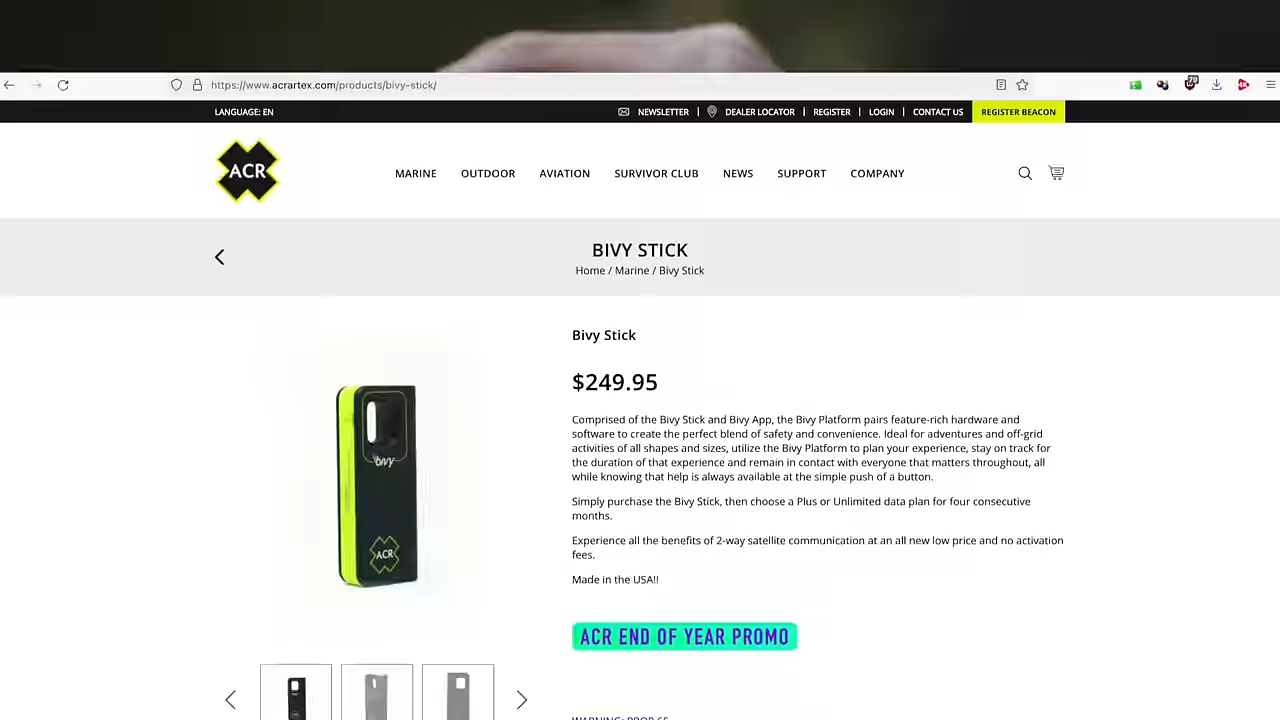 https://www.acrartex.com/products/bivy-stick/
79
LANGUAGE: EN
NEWSLETTER | DEALER LOCATOR | REGISTER | LOGIN | CONTACT US
REGISTER BEACON
ACR
MARINE OUTDOOR AVIATION SURVIVOR CLUB NEWS SUPPORT COMPANY
BIVY STICK
Home / Marine / Bivy Stick
Bivy Stick
$249.95
Comprised of the Bivy Stick and Bivy App, the Bivy Platform pairs feature-rich hardware and
software to create the perfect blend of safety and convenience. Ideal for adventures and off-grid
activities of all shapes and sizes, utilize the Bivy Platform to plan your experience, stay on track for
the duration of that experience and remain in contact with everyone that matters throughout, all
while knowing that help is always available at the simple push of a button.
Simply purchase the Bivy Stick, then choose a Plus or Unlimited data plan for four consecutive
months.
Experience all the benefits of 2-way satellite communication at an all new low price and no activation
fees.
Made in the USA!!
bivy
ACR
ACR END OF YEAR PROMO
WARNING: PROP 65